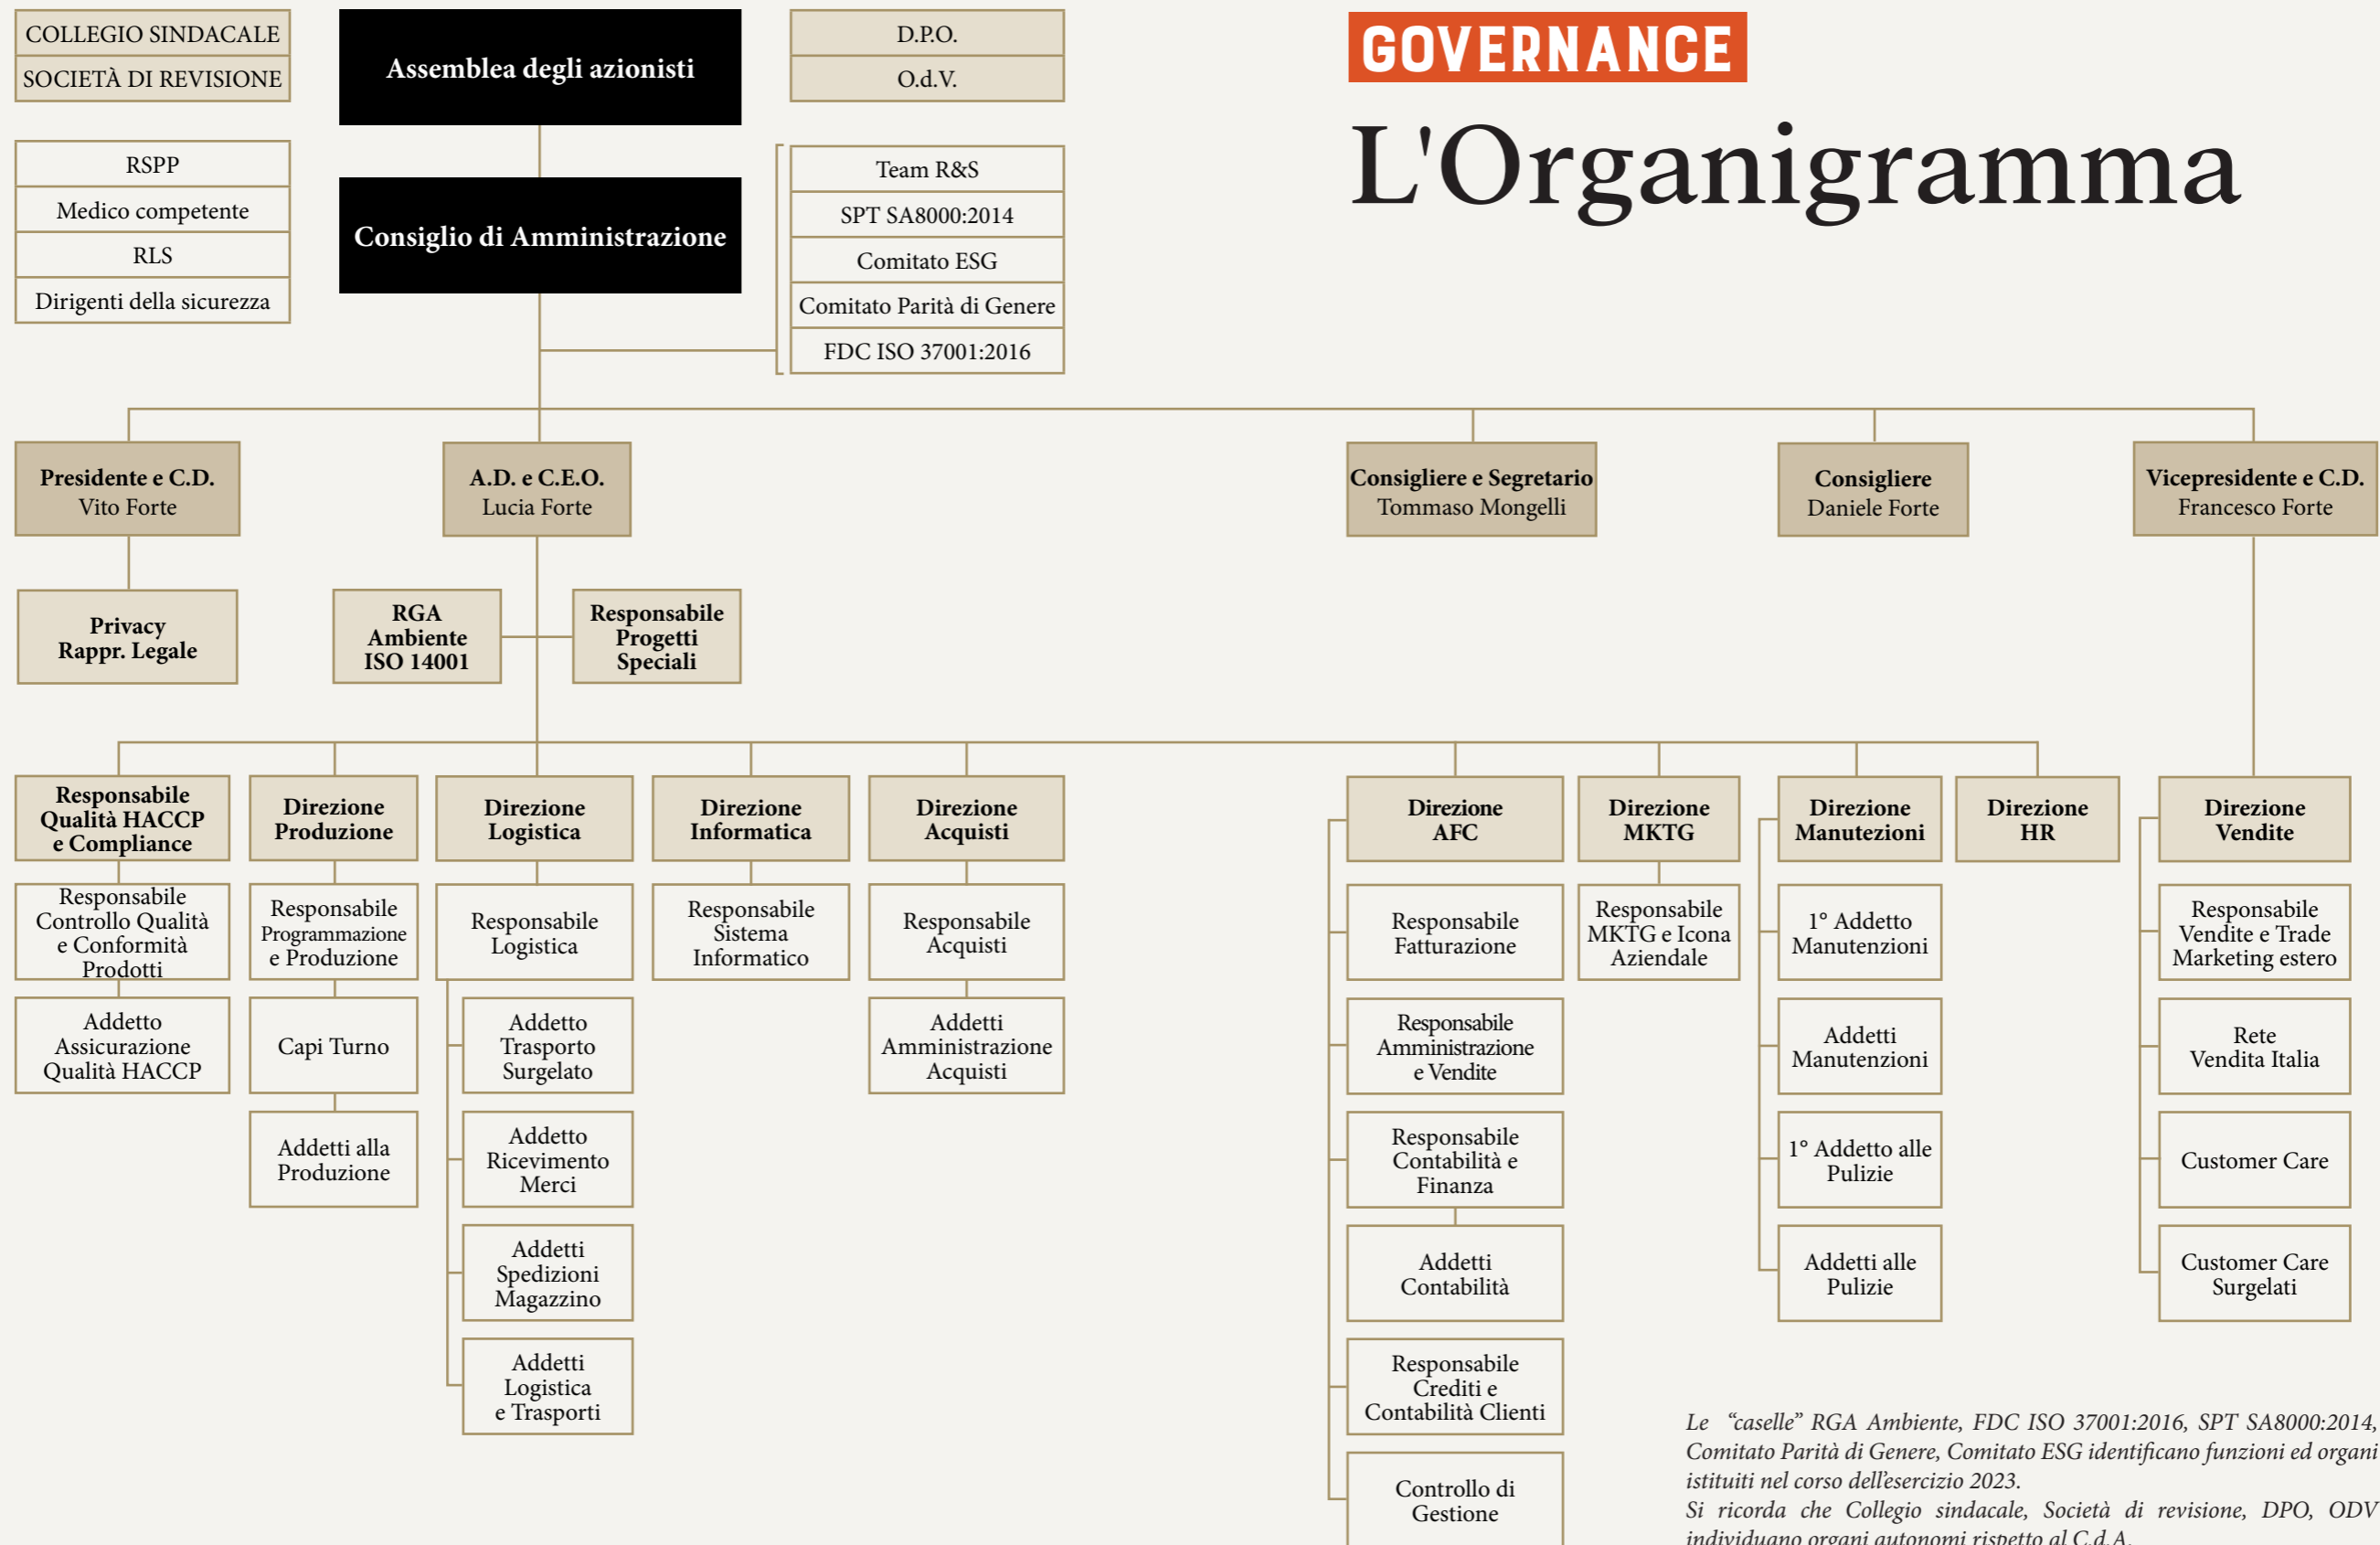 GOVERNANCE
L'Organigramma
COLLEGIO SINDACALE
SOCIETÀ DI REVISIONE
Assemblea degli azionisti
D.P.O.
O.d.V.
RSPP
Medico competente
RLS
Dirigenti della sicurezza
Consiglio di Amministrazione
Team R&S
SPT SA8000:2014
Comitato ESG
Comitato Parità di Genere
FDC ISO 37001:2016
Presidente e C.D.
Vito Forte
A.D. e C.E.O.
Lucia Forte
Consigliere e Segretario
Tommaso Mongelli
Consigliere
Daniele Forte
Vicepresidente e C.D.
Francesco Forte
Privacy
Rappr. Legale
RGA
Ambiente
ISO 14001
Responsabile
Progetti
Speciali
Responsabile
Qualità HACCP
e Compliance
Responsabile
Controllo Qualità
e Conformità
Prodotti
Addetto
Assicurazione
Qualità HACCP
Direzione
Produzione
Responsabile
Programmazione
e Produzione
Capi Turno
Addetti alla
Produzione
Direzione
Logistica
Responsabile
Logistica
Addetto
Trasporto
Surgelato
Addetto
Ricevimento
Merci
Addetti
Spedizioni
Magazzino
Addetti
Logistica
e Trasporti
Direzione
Informatica
Responsabile
Sistema
Informatico
Direzione
Acquisti
Responsabile
Acquisti
Addetti
Amministrazione
Acquisti
Direzione
AFC
Responsabile
Fatturazione
Responsabile
Amministrazione
e Vendite
Responsabile
Contabilità e
Finanza
Addetti
Contabilità
Responsabile
Crediti e
Contabilità Clienti
Controllo di
Gestione
Direzione
MKTG
Responsabile
MKTG e Icona
Aziendale
Direzione
Manutezioni
1° Addetto
Manutenzioni
Addetti
Manutenzioni
1° Addetto alle
Pulizie
Addetti alle
Pulizie
Direzione
HR
Direzione
Vendite
Responsabile
Vendite e Trade
Marketing estero
Rete
Vendita Italia
Customer Care
Customer Care
Surgelati
Le “caselle” RGA Ambiente, FDC ISO 37001:2016, SPT SA8000:2014,
Comitato Parità di Genere, Comitato ESG identificano funzioni ed organi
istituiti nel corso dell’esercizio 2023.
Si ricorda che Collegio sindacale, Società di revisione, DPO, ODV
individuano organi autonomi rispetto al C.d.A.